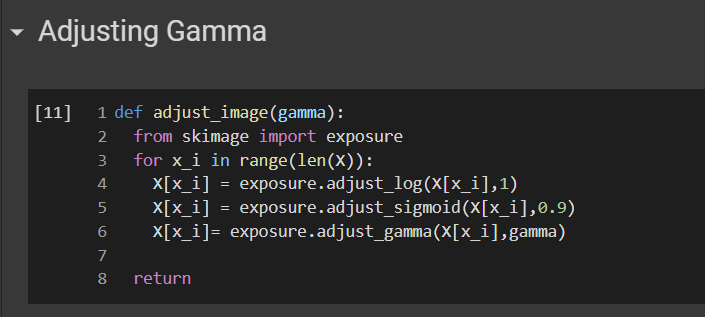 Adjusting Gamma
[11] 1 def adjust_image(gamma):
2 from skimage import exposure
3 for x_i in range(len(X)):
4 X[x_i] = exposure.adjust_log(X[x_i],1)
5 X[x_i] = exposure.adjust_sigmoid(X[x_i],0.9)
6 X[x_i]= exposure.adjust_gamma(X[x_i],gamma)
7
8 return